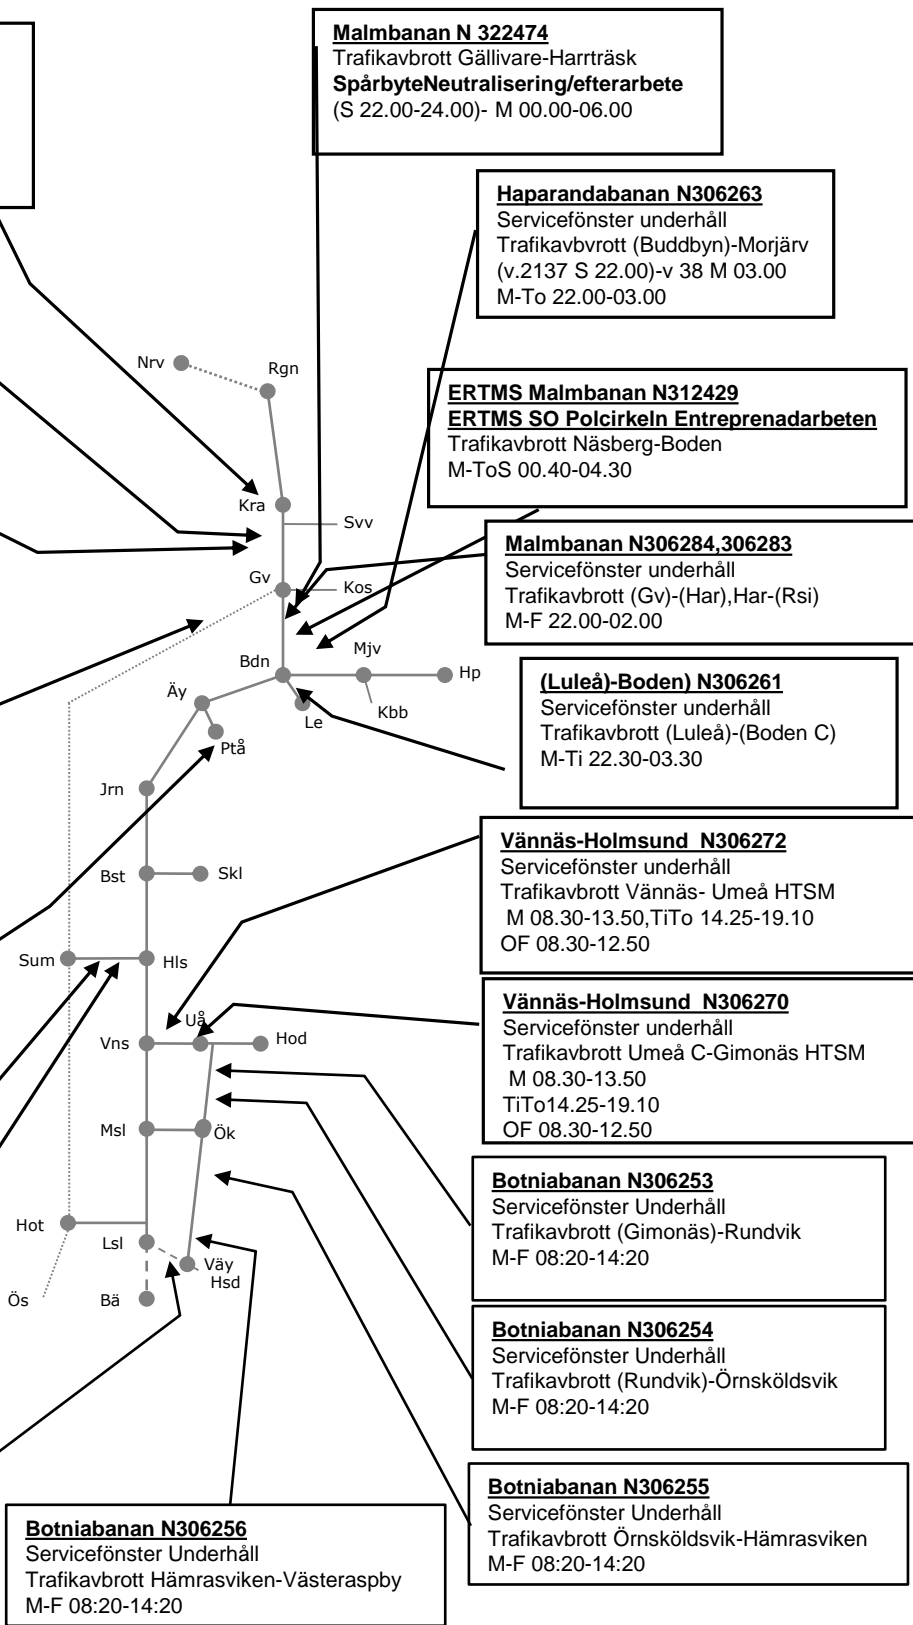 Malmbanan N 322474
Trafikavbrott Gällivare-Harrträsk
SpårbyteNeutralisering/efterarbete
(S 22.00-24.00)- M 00.00-06.00
Haparandabanan N306263
Servicefönster underhåll
Trafikavbvrott (Buddbyn)-Morjärv
(v.2137 S 22.00)-v 38 M 03.00
M-To 22.00-03.00
Nrv
Rgn
ERTMS Malmbanan N312429
ERTMS SO Polcirkeln Entreprenadarbeten
Trafikavbrott Näsberg-Boden
M-ToS 00.40-04.30
Kra
Svv
Malmbanan N306284,306283
Servicefönster underhåll
Trafikavbrott (Gv)-(Har),Har-(Rsi)
M-F 22.00-02.00
Gv
Kos
Mjv
Bdn
Hp
Äy
Kbb
Le
Ptå
(Luleå)-Boden) N306261
Servicefönster underhåll
Trafikavbrott (Luleå)-(Boden C)
M-Ti 22.30-03.30
Jrn
Bst
Skl
Vännäs-Holmsund  N306272
Servicefönster underhåll
Trafikavbrott Vännäs- Umeå HTSM
M 08.30-13.50,TiTo 14.25-19.10
OF 08.30-12.50
Sum
Hls
Vännäs-Holmsund  N306270
Servicefönster underhåll
Trafikavbrott Umeå C-Gimonäs HTSM
M 08.30-13.50
TiTo14.25-19.10
OF 08.30-12.50
Uå
Vns
Hod
Msl
Ök
Botniabanan N306253
Servicefönster Underhåll
Trafikavbrott (Gimonäs)-Rundvik
M-F 08:20-14:20
Hot
Lsl
Väy
Hsd
Ös
Bä
Botniabanan N306254
Servicefönster Underhåll
Trafikavbrott (Rundvik)-Örnsköldsvik
M-F 08:20-14:20
Botniabanan N306255
Servicefönster Underhåll
Trafikavbrott Örnsköldsvik-Hämrasviken
M-F 08:20-14:20
Botniabanan N306256
Servicefönster Underhåll
Trafikavbrott Hämrasviken-Västeraspby
M-F 08:20-14:20